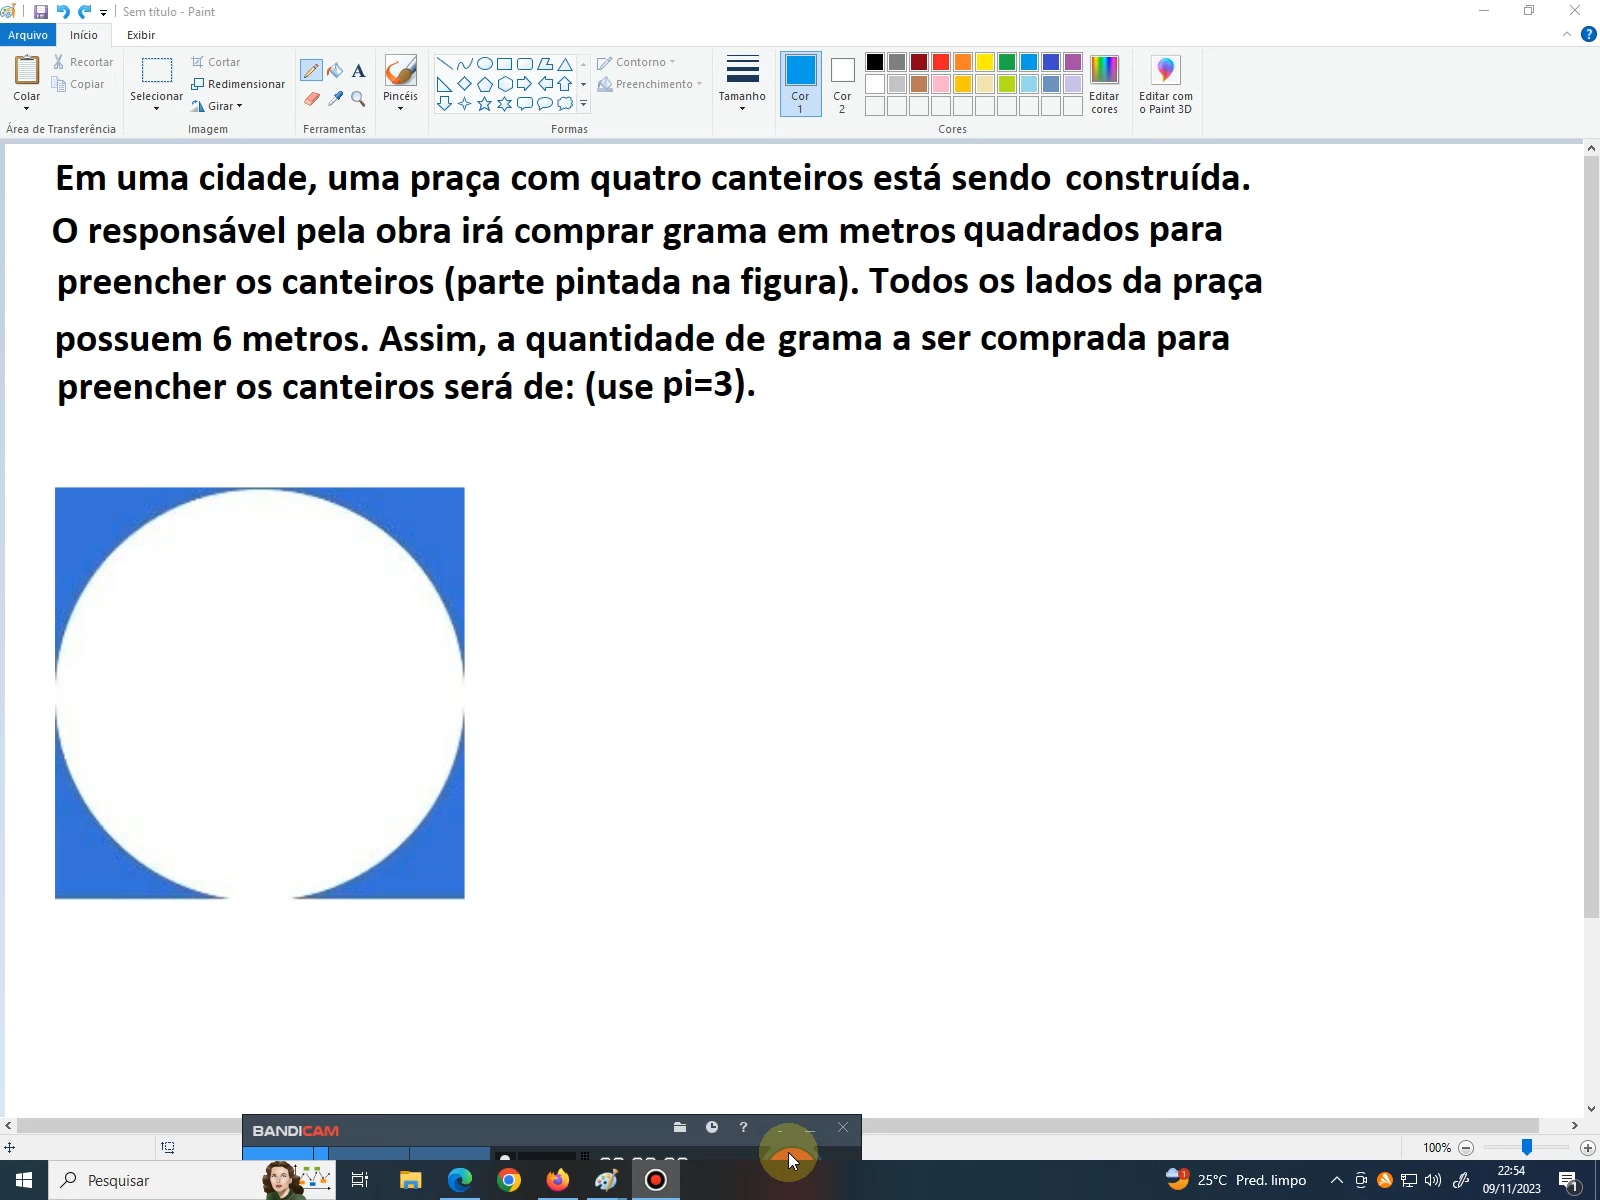 Sem título - Paint
Arquivo Início Exibir
Colar Recortar Copiar Selecionar Cortar Redimensionar Girar Pincéis Contorno Preenchimento Tamanho Cor 1 Cor 2 Editar cores Editar com o Paint 3D
Área de Transferência Imagem Ferramentas Formas Cores
Em uma cidade, uma praça com quatro canteiros está sendo construída.
O responsável pela obra irá comprar grama em metros quadrados para
preencher os canteiros (parte pintada na figura). Todos os lados da praça
possuem 6 metros. Assim, a quantidade de grama a ser comprada para
preencher os canteiros será de: (use pi=3).
BANDICAM
100%
Pesquisar
25°C Pred. limpo
22:54
09/11/2023
1